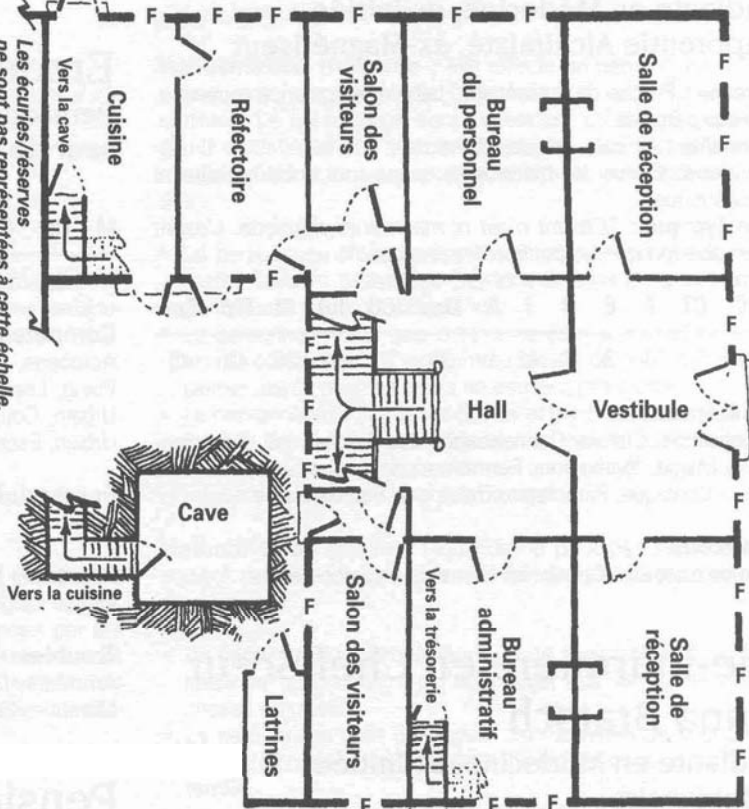 F F F F F F F
Vers la cave
Cuisine
Réfectoire
Salon des
visiteurs
Bureau
du personnel
Salle de réception
F
F
F
F
Les écuries/réserves
ne sont pas représentées à cette échelle.
F
F
F
Hall
Vestibule
Cave
Vers la cuisine
F
F
F
F
F
F
Latrines
Salon des visiteurs
Vers la trésorerie
Bureau
administratif
Salle de
réception
F F F F